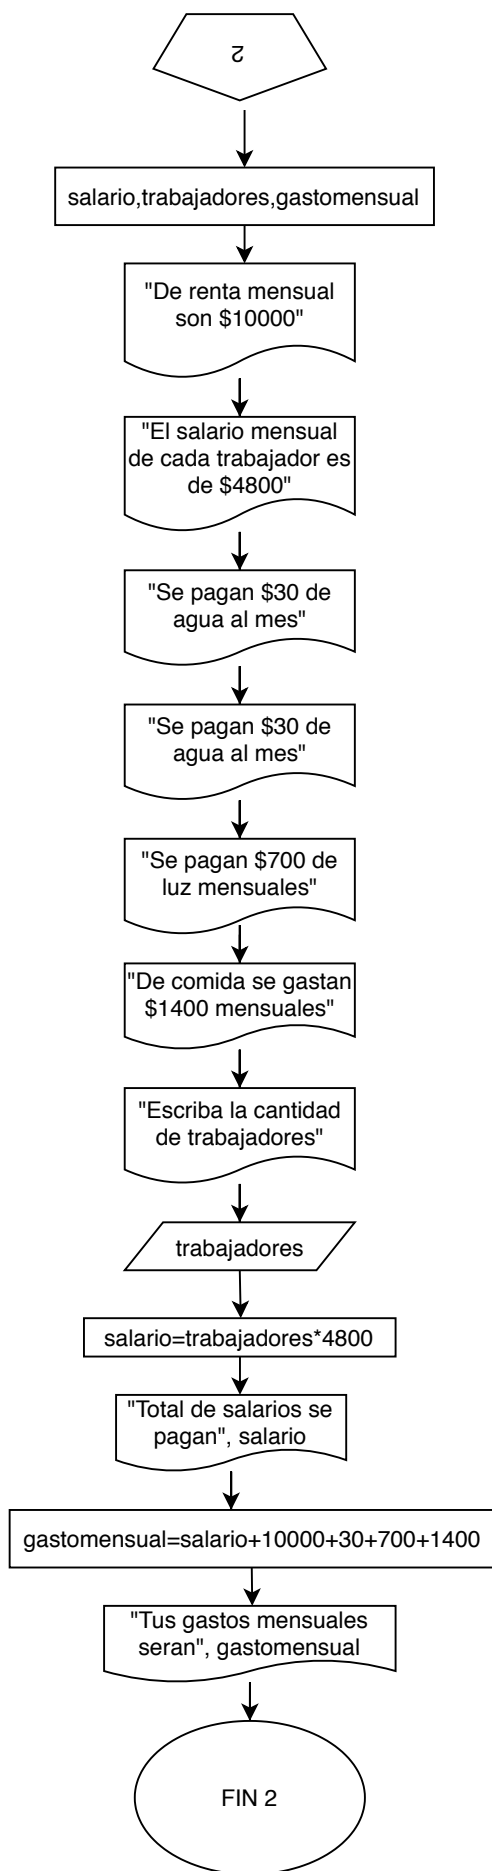 2
salario,trabajadores,gastomensual
"De renta mensual
son $10000"
"El salario mensual
de cada trabajador es
de $4800"
"Se pagan $30 de
agua al mes"
"Se pagan $30 de
agua al mes"
"Se pagan $700 de
luz mensuales"
"De comida se gastan
$1400 mensuales"
"Escriba la cantidad
de trabajadores"
trabajadores
salario=trabajadores*4800
"Total de salarios se
pagan", salario
gastomensual=salario+10000+30+700+1400
"Tus gastos mensuales
seran", gastomensual
FIN 2